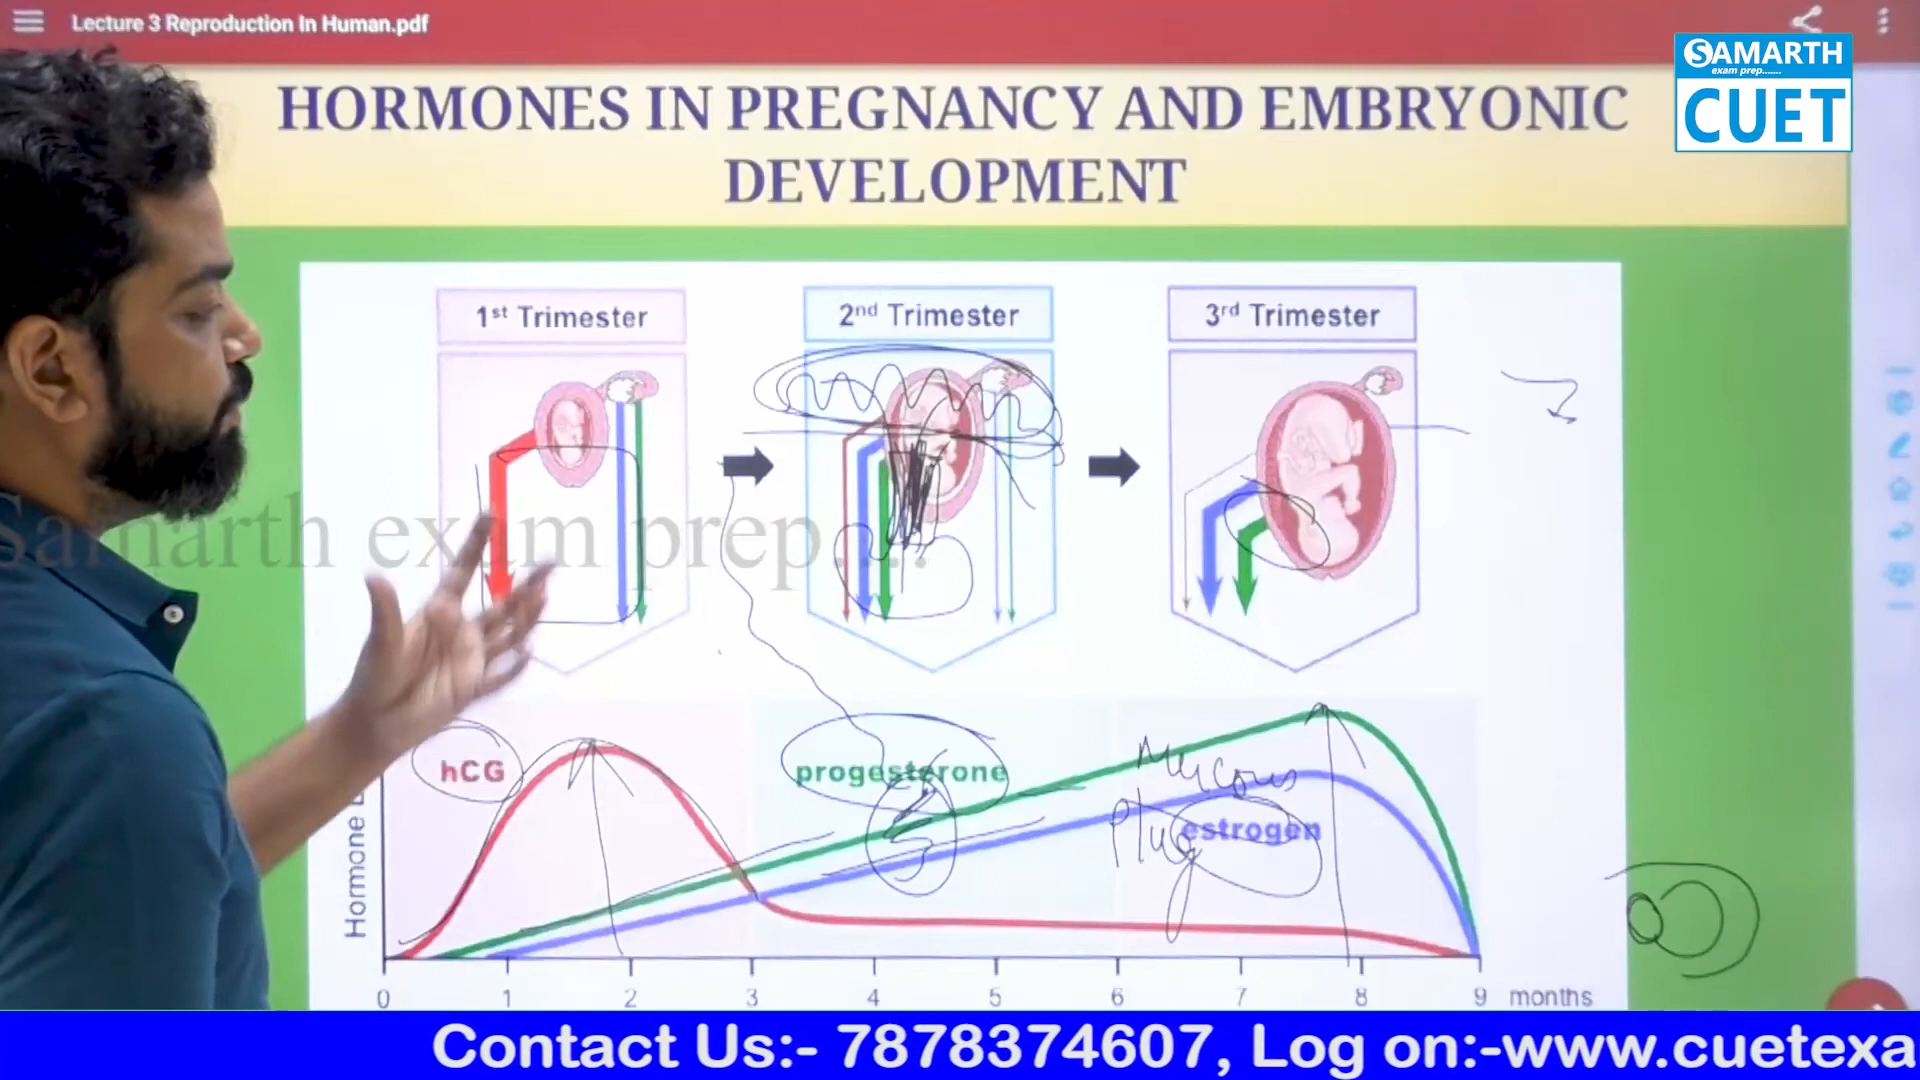 Lecture 3 Reproduction In Human.pdf
SAMARTH
exam prep.......
CUET
HORMONES IN PREGNANCY AND EMBRYONIC
DEVELOPMENT
1st Trimester
2nd Trimester
3rd Trimester
Samarth exam prep....
hCG
progesterone
Mucous
Plug
estrogen
Hormone
0 1 2 3 4 5 6 7 8 9 months
Contact Us:- 7878374607, Log on:-www.cuetexa